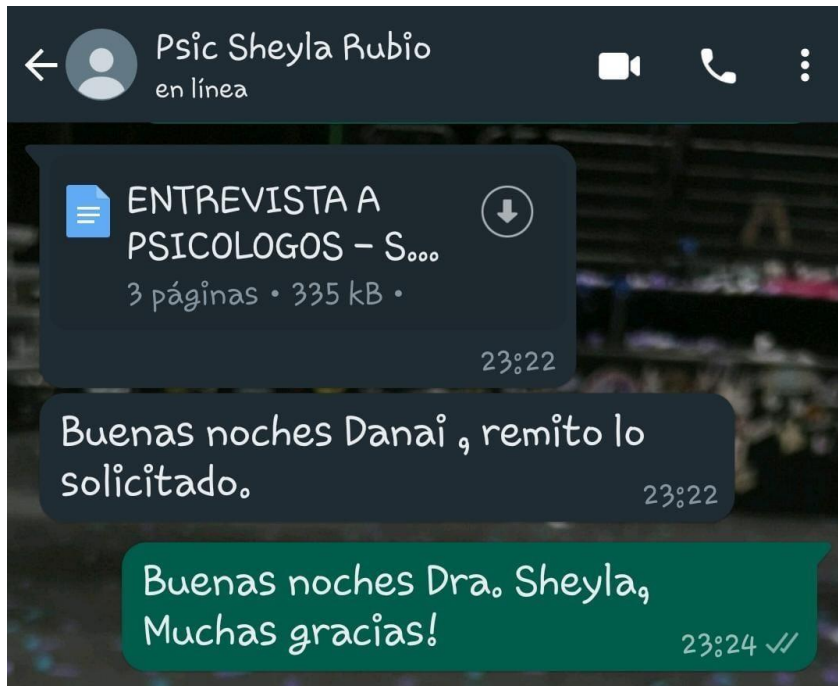 Psic Sheyla Rubio
en línea
ENTREVISTA A
PSICOLOGOS – S...
3 páginas • 335 kB •
23:22
Buenas noches Danai , remito lo
solicitado.
23:22
Buenas noches Dra. Sheyla,
Muchas gracias!
23:24